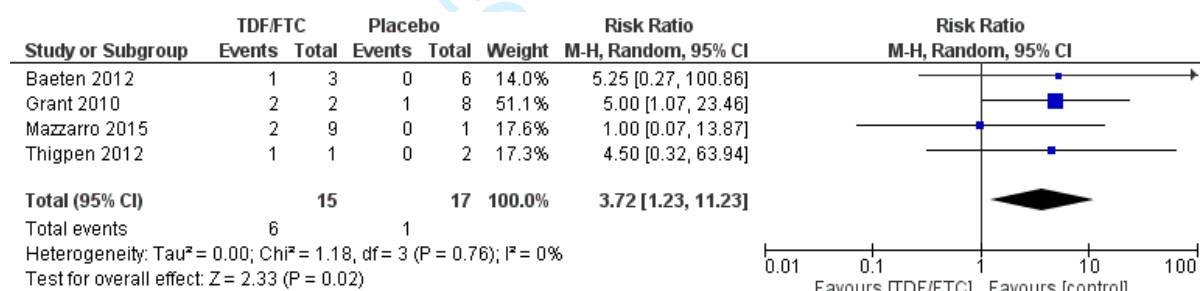 TDF/FTC Placebo Risk Ratio Risk Ratio
Study or Subgroup Events Total Events Total Weight M-H, Random, 95% CI M-H, Random, 95% CI
Baeten 2012 1 3 0 6 14.0% 5.25 [0.27, 100.86]
Grant 2010 2 2 1 8 51.1% 5.00 [1.07, 23.46]
Mazzarro 2015 2 9 0 1 17.6% 1.00 [0.07, 13.87]
Thigpen 2012 1 1 0 2 17.3% 4.50 [0.32, 63.94]
Total (95% CI) 15 17 100.0% 3.72 [1.23, 11.23]
Total events 6 1
Heterogeneity: Tau² = 0.00; Chi² = 1.18, df = 3 (P = 0.76); I² = 0%
Test for overall effect: Z = 2.33 (P = 0.02)
0.01 0.1 1 10 100
Favours [TDF/FTC] Favours [control]